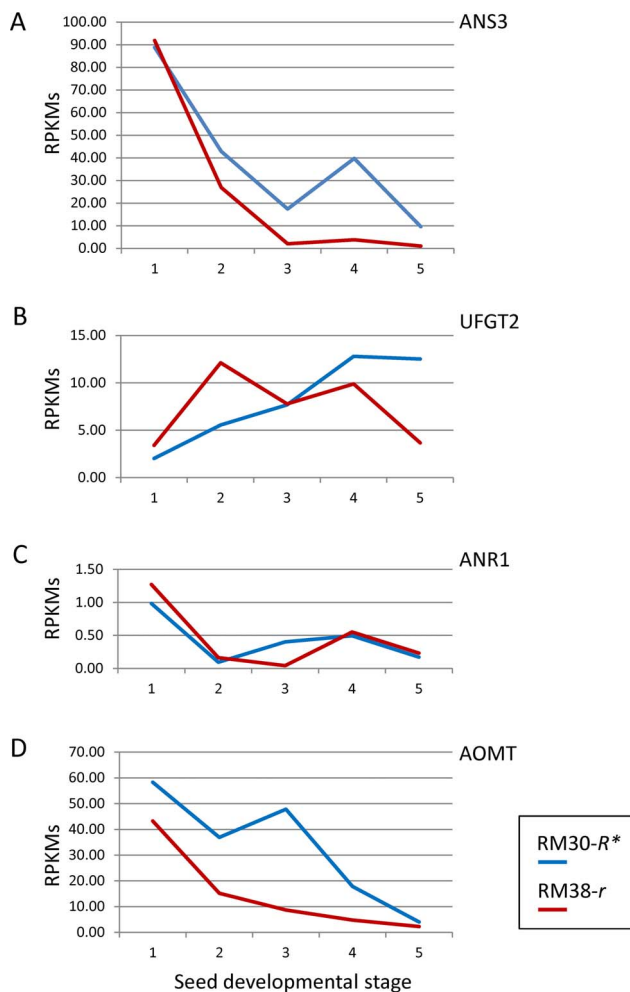 A
ANS3
RPKMs
100.00
90.00
80.00
70.00
60.00
50.00
40.00
30.00
20.00
10.00
0.00
1 2 3 4 5
B
UFGT2
RPKMs
15.00
10.00
5.00
0.00
1 2 3 4 5
C
ANR1
RPKMs
1.50
1.00
0.50
0.00
1 2 3 4 5
D
AOMT
RPKMs
70.00
60.00
50.00
40.00
30.00
20.00
10.00
0.00
1 2 3 4 5
Seed developmental stage
RM30-R*
RM38-r